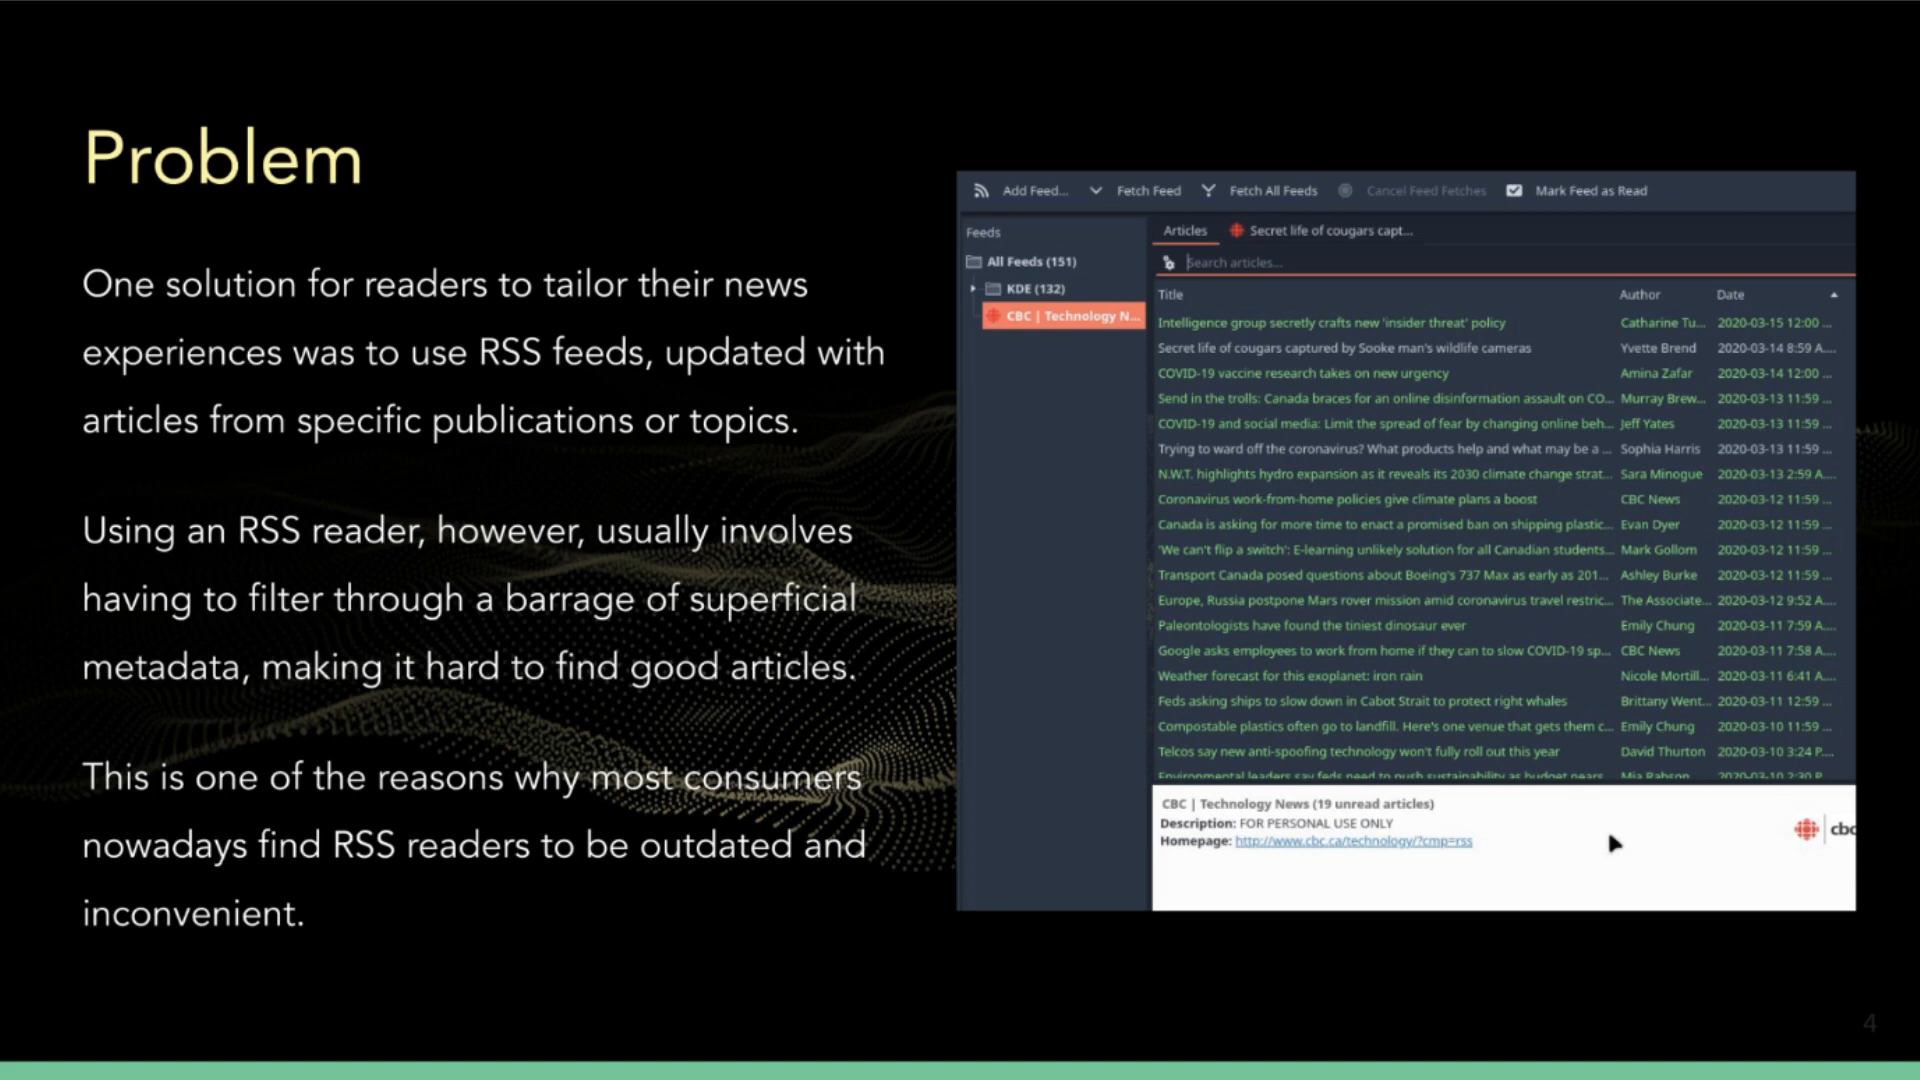 Problem
One solution for readers to tailor their news
experiences was to use RSS feeds, updated with
articles from specific publications or topics.
Using an RSS reader, however, usually involves
having to filter through a barrage of superficial
metadata, making it hard to find good articles.
This is one of the reasons why most consumers
nowadays find RSS readers to be outdated and
inconvenient.
Add Feed... Fetch Feed Fetch All Feeds Cancel Feed Fetches Mark Feed as Read
Feeds
All Feeds (151)
KDE (132)
CBC | Technology N...
Articles Secret life of cougars capt...
Search articles...
Title Author Date
Intelligence group secretly crafts new 'insider threat' policy Catharine Tu... 2020-03-15 12:00 ...
Secret life of cougars captured by Sooke man's wildlife cameras Yvette Brend 2020-03-14 8:59 A....
COVID-19 vaccine research takes on new urgency Amina Zafar 2020-03-14 12:00 ...
Send in the trolls: Canada braces for an online disinformation assault on CO... Murray Brew... 2020-03-13 11:59 ...
COVID-19 and social media: Limit the spread of fear by changing online beh... Jeff Yates 2020-03-13 11:59 ...
Trying to ward off the coronavirus? What products help and what may be a ... Sophia Harris 2020-03-13 11:59 ...
N.W.T. highlights hydro expansion as it reveals its 2030 climate change strat... Sara Minogue 2020-03-13 2:59 A....
Coronavirus work-from-home policies give climate plans a boost CBC News 2020-03-12 11:59 ...
Canada is asking for more time to enact a promised ban on shipping plastic... Evan Dyer 2020-03-12 11:59 ...
'We can't flip a switch': E-learning unlikely solution for all Canadian students... Mark Gollom 2020-03-12 11:59 ...
Transport Canada posed questions about Boeing's 737 Max as early as 201... Ashley Burke 2020-03-12 11:59 ...
Europe, Russia postpone Mars rover mission amid coronavirus travel restric... The Associate... 2020-03-12 9:52 A....
Paleontologists have found the tiniest dinosaur ever Emily Chung 2020-03-11 7:59 A....
Google asks employees to work from home if they can to slow COVID-19 sp... CBC News 2020-03-11 7:58 A....
Weather forecast for this exoplanet: iron rain Nicole Mortill... 2020-03-11 6:41 A....
Feds asking ships to slow down in Cabot Strait to protect right whales Brittany Went... 2020-03-11 12:59 ...
Compostable plastics often go to landfill. Here's one venue that gets them c... Emily Chung 2020-03-10 11:59 ...
Telcos say new anti-spoofing technology won't fully roll out this year David Thurton 2020-03-10 3:24 P....
Environmental leaders say feds need to push sustainability as budget nears Mia Rabson 2020-03-10 2:30 P
CBC | Technology News (19 unread articles)
Description: FOR PERSONAL USE ONLY
Homepage: http://www.cbc.ca/technology/?cmp=rss
cbc
4